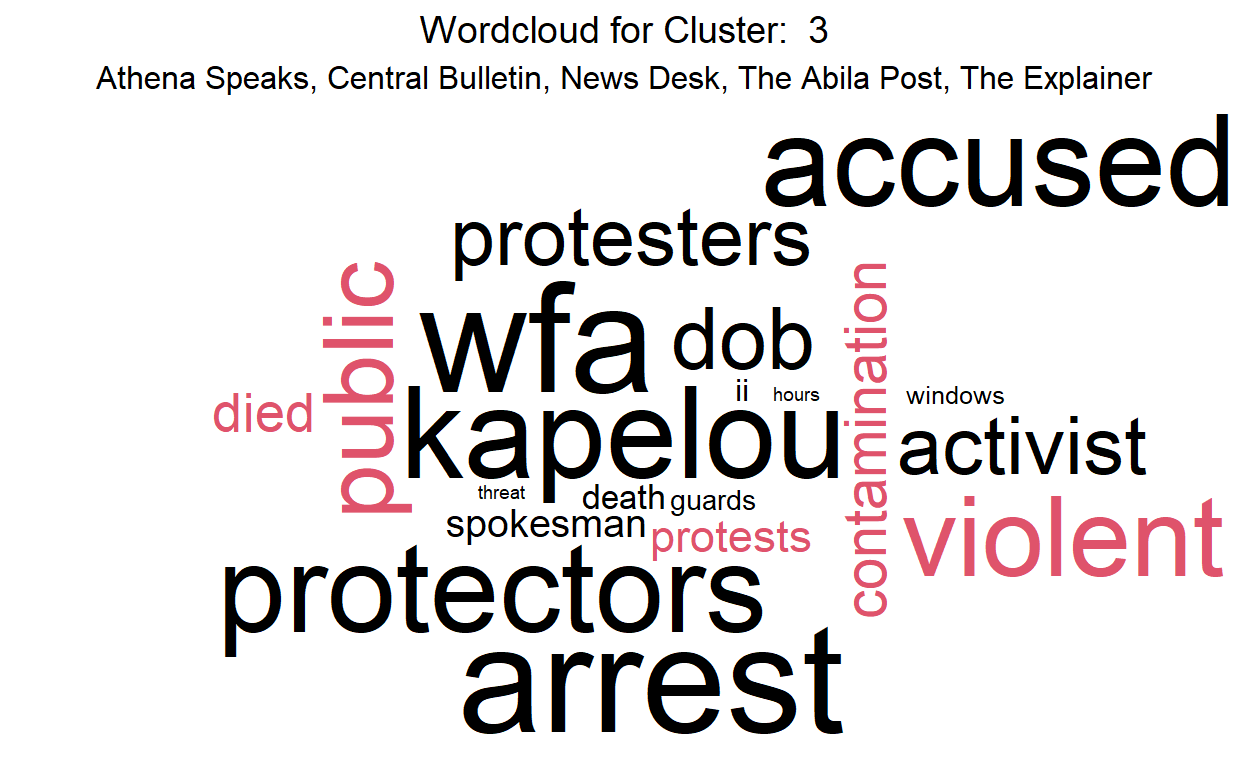 Wordcloud for Cluster: 3
Athena Speaks, Central Bulletin, News Desk, The Abila Post, The Explainer
accused
protesters
public
contamination
wfa
dob
died
ii
hours
windows
kapelou
activist
threat
death
guards
spokesman
protests
violent
protectors
arrest